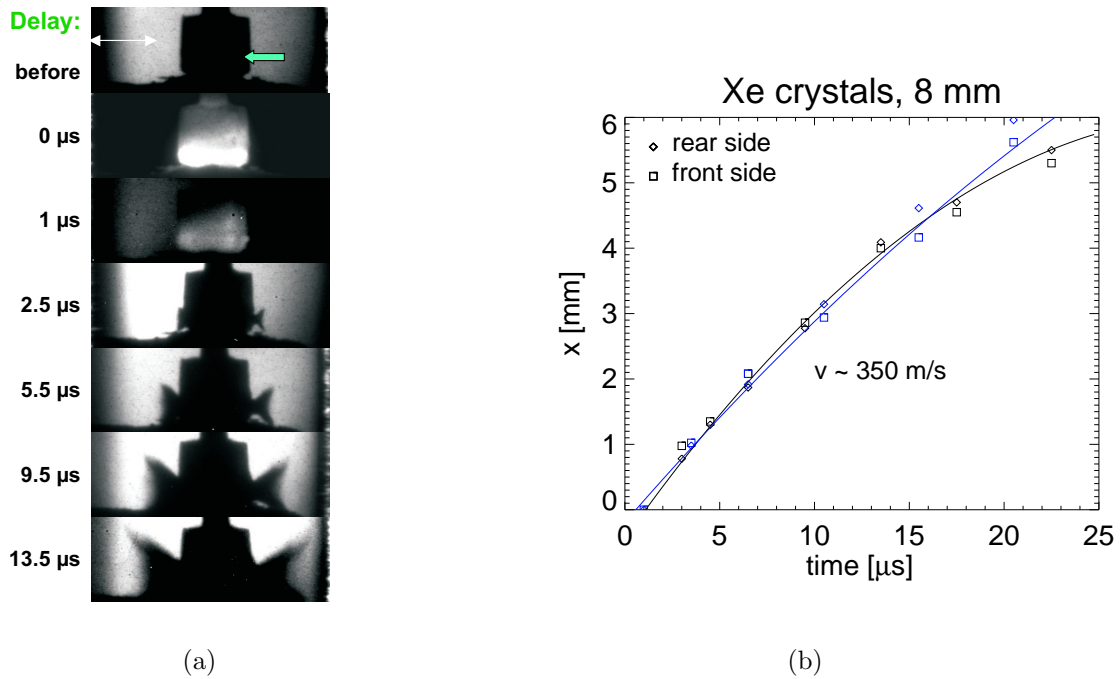 Delay:
before
0 µs
1 µs
2.5 µs
5.5 µs
9.5 µs
13.5 µs
(a)
Xe crystals, 8 mm
rear side
front side
v ~ 350 m/s
x [mm]
6
5
4
3
2
1
0
0 5 10 15 20 25
time [µs]
(b)